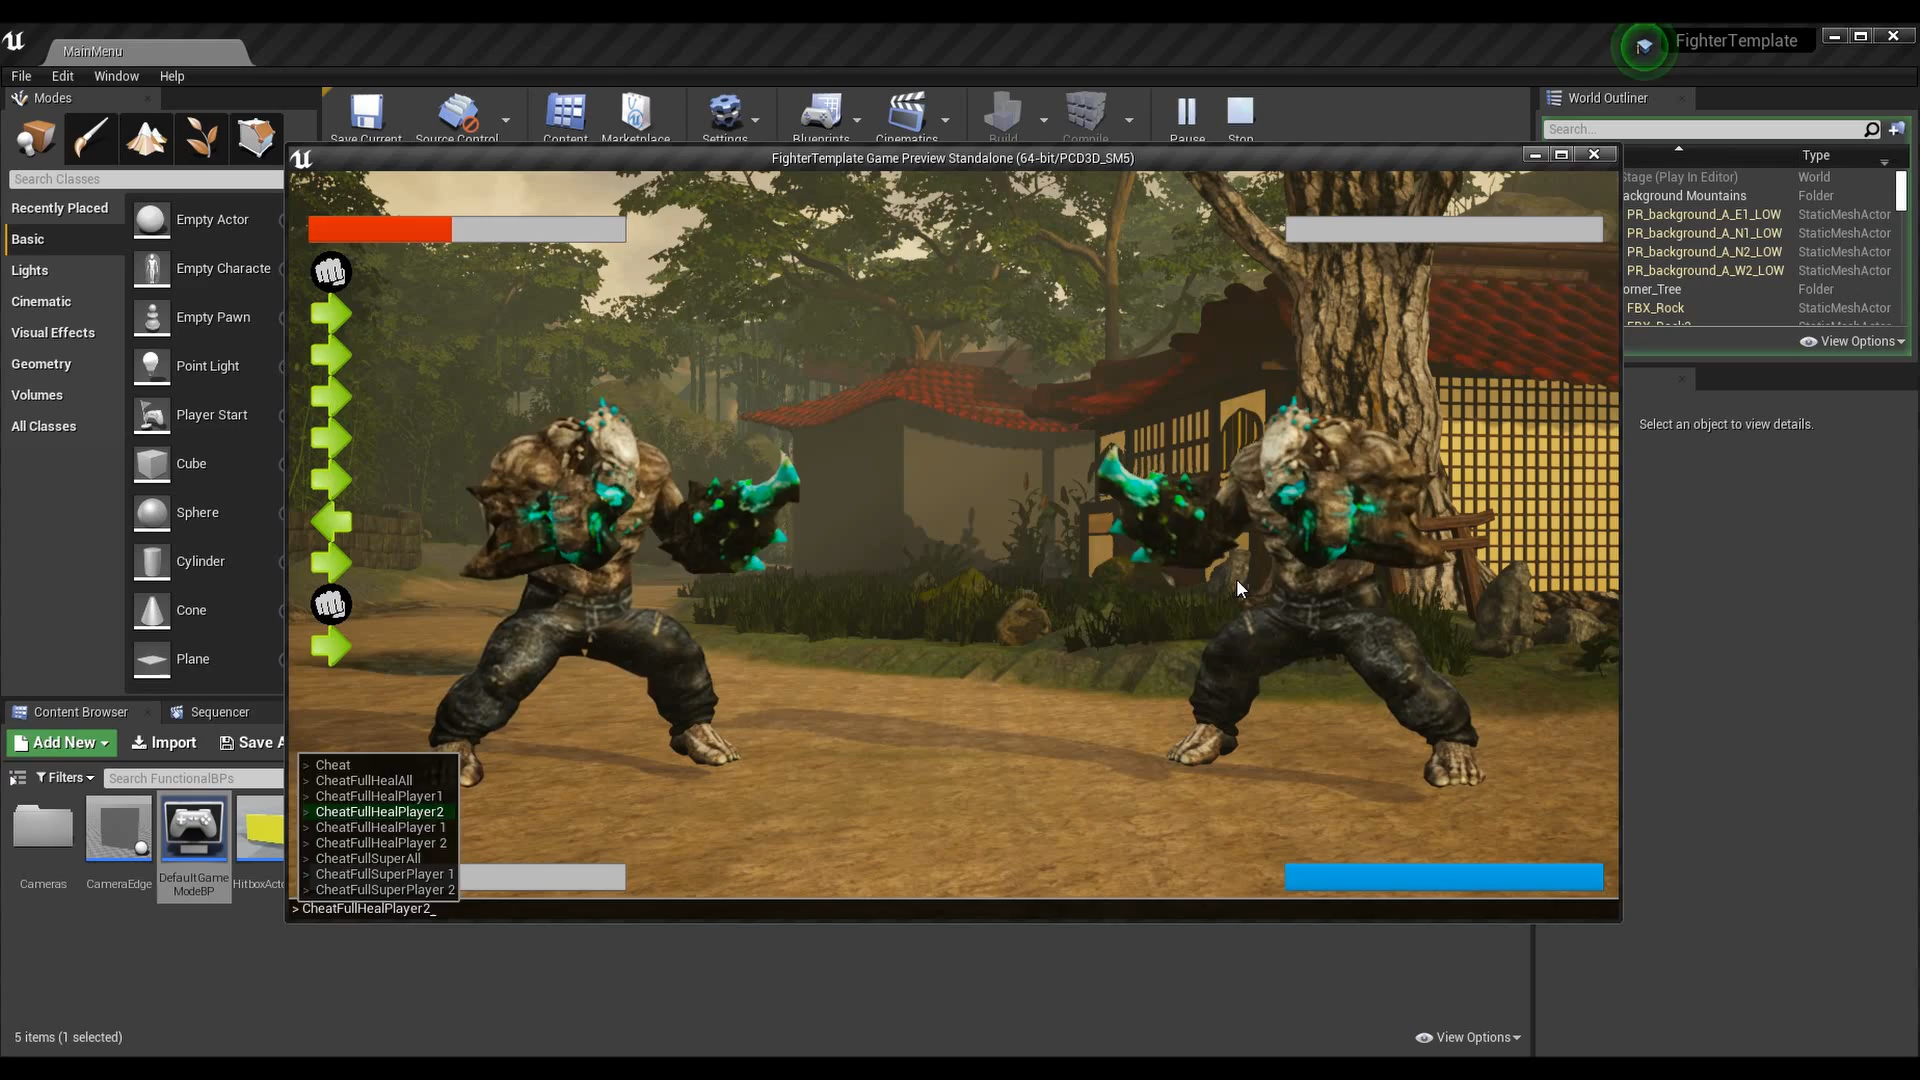 MainMenu
FighterTemplate
File Edit Window Help
Modes
Save Current Source Control Content Marketplace Settings Blueprints Cinematics Build Compile Pause Stop
World Outliner
Search...
Type
FighterTemplate Game Preview Standalone (64-bit/PCD3D_SM5)
Search Classes
Recently Placed
Basic
Lights
Cinematic
Visual Effects
Geometry
Volumes
All Classes
Empty Actor
Empty Characte
Empty Pawn
Point Light
Player Start
Cube
Sphere
Cylinder
Cone
Plane
Stage (Play In Editor) World
ackground Mountains Folder
PR_background_A_E1_LOW StaticMeshActor
PR_background_A_N1_LOW StaticMeshActor
PR_background_A_N2_LOW StaticMeshActor
PR_background_A_W2_LOW StaticMeshActor
orner_Tree Folder
FBX_Rock StaticMeshActor
View Options
Select an object to view details.
Content Browser Sequencer
Add New Import Save A
Filters Search FunctionalBPs
Cameras
CameraEdge
DefaultGame
ModeBP
HitboxActo
> Cheat
> CheatFullHealAll
> CheatFullHealPlayer1
> CheatFullHealPlayer2
> CheatFullHealPlayer 1
> CheatFullHealPlayer 2
> CheatFullSuperAll
> CheatFullSuperPlayer 1
> CheatFullSuperPlayer 2
> CheatFullHealPlayer2_
5 items (1 selected)
View Options